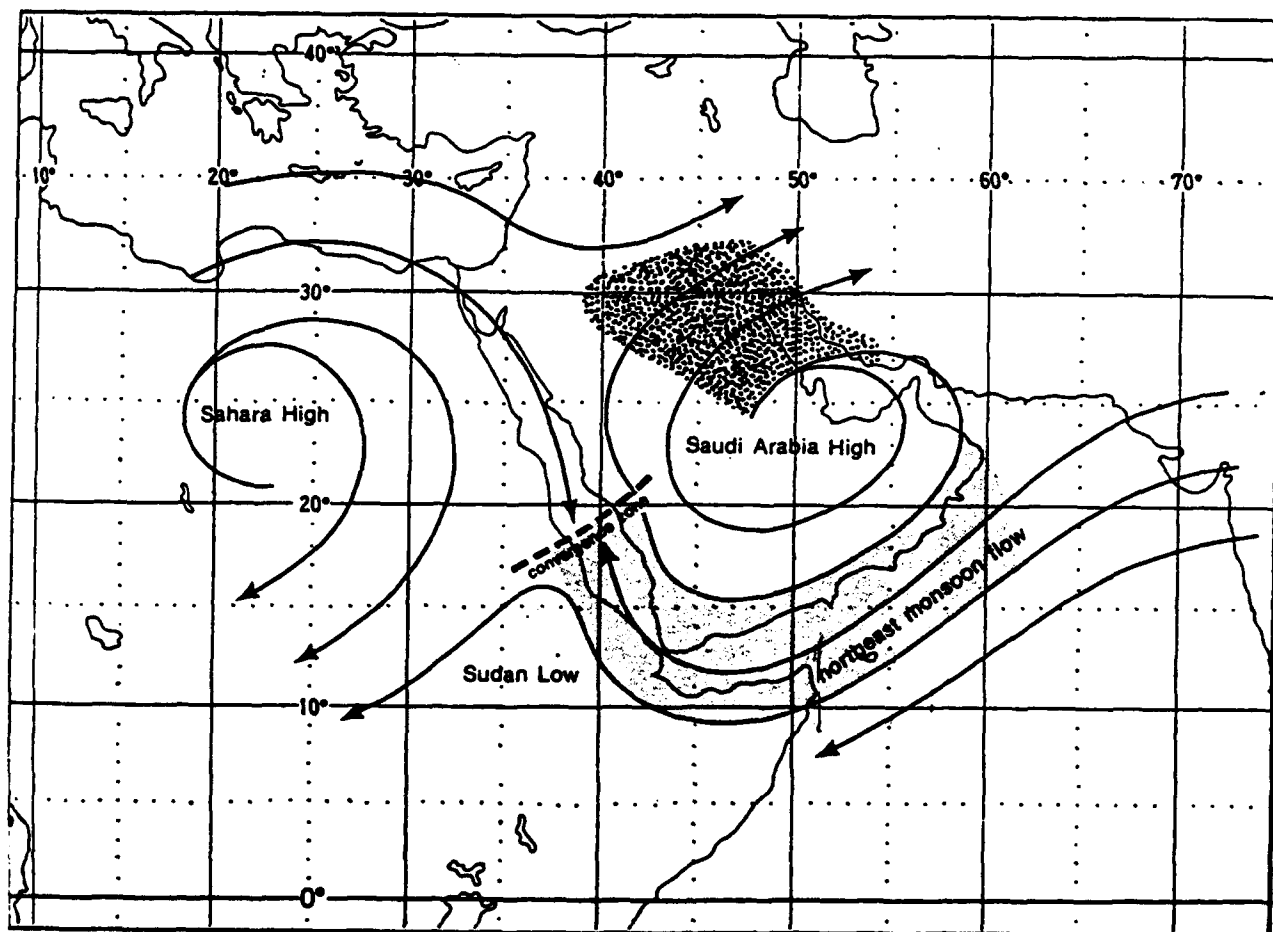 40°
10°
20°
30°
40°
50°
60°
70°
30°
Sahara High
Saudi Arabia High
20°
convergence zone
northeast monsoon flow
Sudan Low
10°
0°